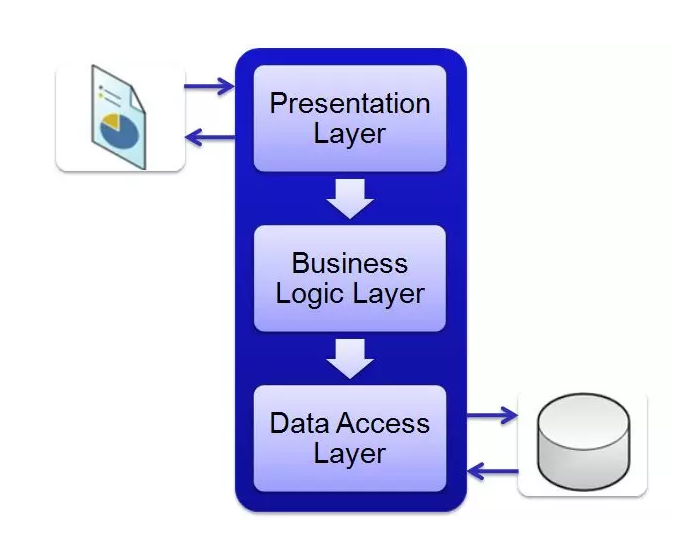 Presentation
Layer
Business
Logic Layer
Data Access
Layer